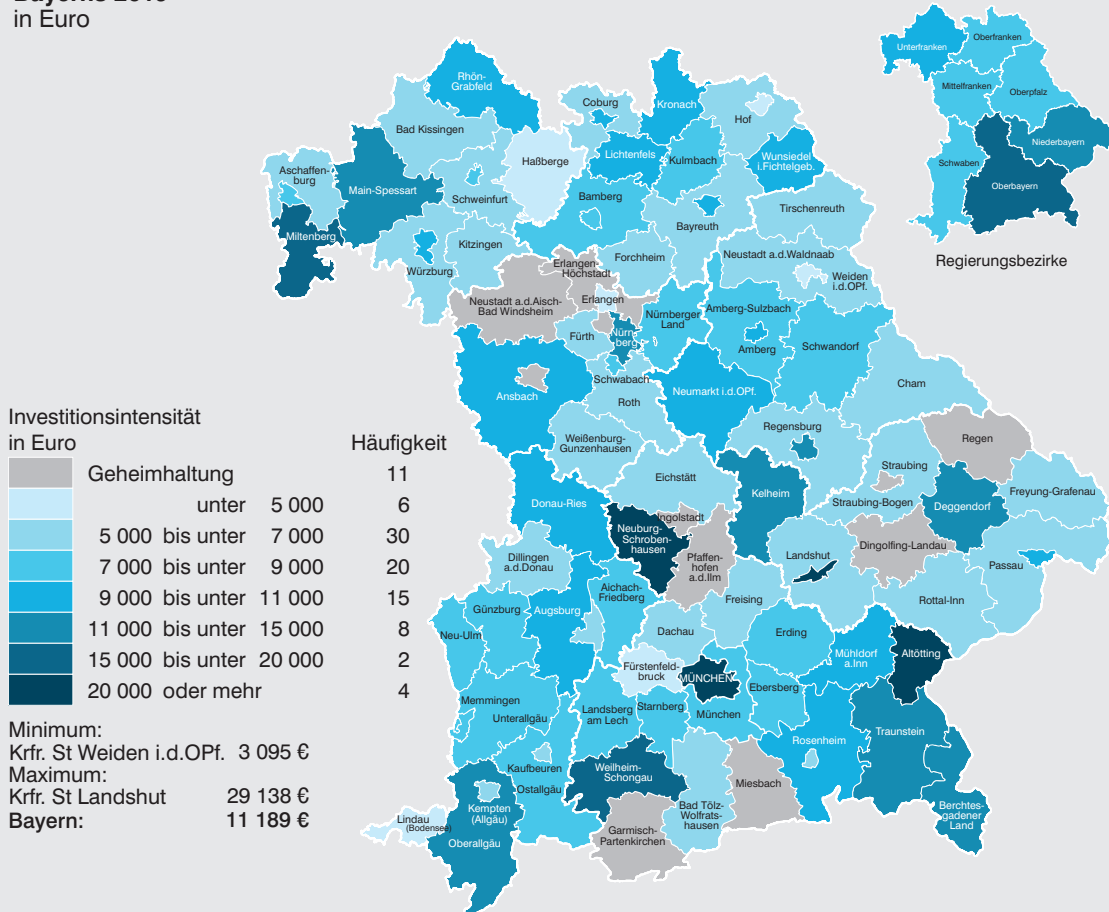 in Euro
Rhön-
Grabfeld
Bad Kissingen
Coburg
Kronach
Hof
Lichtenfels
Kulmbach
Wunsiedel
i.Fichtelgeb.
Haßberge
Aschaffen-
burg
Main-Spessart
Schweinfurt
Bamberg
Bayreuth
Tirschenreuth
Miltenberg
Würzburg
Kitzingen
Erlangen-
Höchstadt
Forchheim
Neustadt a.d.Waldnaab
Weiden
i.d.OPf.
Neustadt a.d.Aisch-
Bad Windsheim
Erlangen
Nürnberger
Land
Amberg-Sulzbach
Amberg
Schwandorf
Fürth
Nürn-
berg
Ansbach
Schwabach
Roth
Neumarkt i.d.OPf.
Cham
Weißenburg-
Gunzenhausen
Regensburg
Regen
Eichstätt
Kelheim
Straubing
Straubing-Bogen
Deggendorf
Freyung-Grafenau
Donau-Ries
Neuburg-
Schroben-
hausen
Ingolstadt
Pfaffen-
hofen
a.d.Ilm
Landshut
Dingolfing-Landau
Passau
Dillingen
a.d.Donau
Aichach-
Friedberg
Freising
Rottal-Inn
Günzburg
Augsburg
Neu-Ulm
Dachau
Erding
Mühldorf
a.Inn
Altötting
Fürstenfeld-
bruck
MÜNCHEN
Ebersberg
Memmingen
Unterallgäu
Landsberg
am Lech
Starnberg
München
Kaufbeuren
Ostallgäu
Weilheim-
Schongau
Rosenheim
Traunstein
Miesbach
Bad Tölz-
Wolfrats-
hausen
Berchtes-
gadener
Land
Lindau
(Bodensee)
Kempten
(Allgäu)
Oberallgäu
Garmisch-
Partenkirchen
Unterfranken
Oberfranken
Mittelfranken
Oberpfalz
Niederbayern
Schwaben
Oberbayern
Regierungsbezirke
Investitionsintensität
in Euro Häufigkeit
Geheimhaltung 11
unter 5 000 6
5 000 bis unter 7 000 30
7 000 bis unter 9 000 20
9 000 bis unter 11 000 15
11 000 bis unter 15 000 8
15 000 bis unter 20 000 2
20 000 oder mehr 4
Minimum:
Krfr. St Weiden i.d.OPf. 3 095 €
Maximum:
Krfr. St Landshut 29 138 €
Bayern: 11 189 €